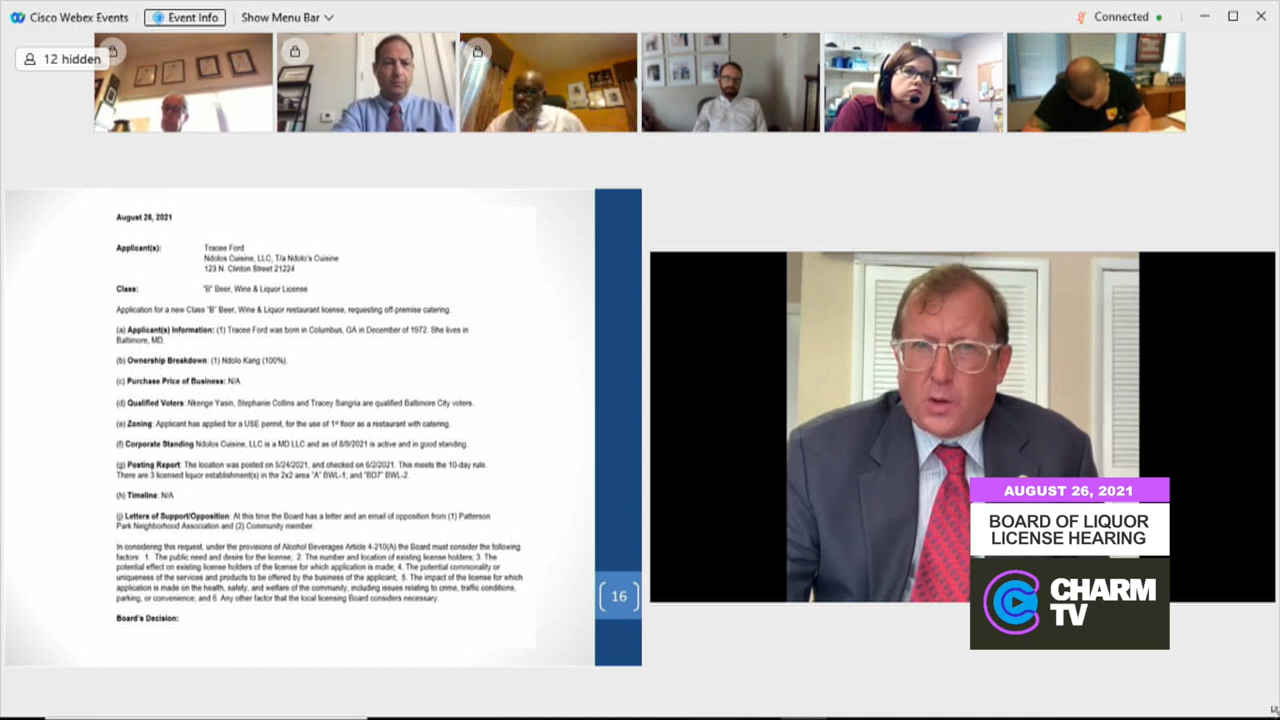 Cisco Webex Events
Event Info
Show Menu Bar
Connected
12 hidden
August 26, 2021
Applicant(s): Tracee Ford
Ndolos Cuisine, LLC, T/a Ndolo's Cuisine
123 N. Clinton Street 21224
Class: "B" Beer, Wine & Liquor License
Application for a new Class "B" Beer, Wine & Liquor restaurant license, requesting off-premise catering.
(a) Applicant(s) Information: (1) Tracee Ford was born in Columbus, GA in December of 1972. She lives in
Baltimore, MD.
(b) Ownership Breakdown: (1) Ndolo Kang (100%).
(c) Purchase Price of Business: N/A
(d) Qualified Voters: Nkenge Yasin, Stephanie Collins and Tracey Sangria are qualified Baltimore City voters.
(e) Zoning: Applicant has applied for a USE permit, for the use of 1st floor as a restaurant with catering.
(f) Corporate Standing Ndolos Cuisine, LLC is a MD LLC and as of 8/9/2021 is active and in good standing.
(g) Posting Report: The location was posted on 5/24/2021, and checked on 6/2/2021. This meets the 10-day rule.
There are 3 licensed liquor establishment(s) in the 2x2 area "A" BWL-1; and "BD7" BWL-2.
(h) Timeline: N/A
(j) Letters of Support/Opposition: At this time the Board has a letter and an email of opposition from (1) Patterson
Park Neighborhood Association and (2) Community member.
In considering this request, under the provisions of Alcohol Beverages Article 4-210(A) the Board must consider the following
factors: 1. The public need and desire for the license; 2. The number and location of existing license holders; 3. The
potential effect on existing license holders of the license for which application is made; 4. The potential commonality or
uniqueness of the services and products to be offered by the business of the applicant; 5. The impact of the license for which
application is made on the health, safety, and welfare of the community, including issues relating to crime, traffic conditions,
parking, or convenience; and 6. Any other factor that the local licensing Board considers necessary.
Board's Decision:
16
AUGUST 26, 2021
BOARD OF LIQUOR
LICENSE HEARING
CHARM
TV